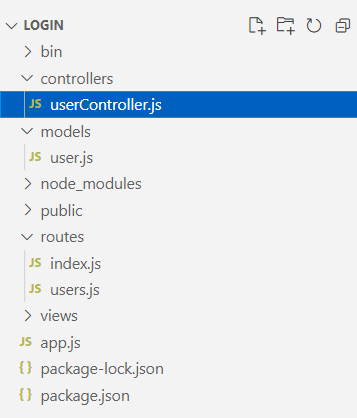 LOGIN
bin
controllers
JS userController.js
models
JS user.js
node_modules
public
routes
JS index.js
JS users.js
views
JS app.js
{ } package-lock.json
{ } package.json